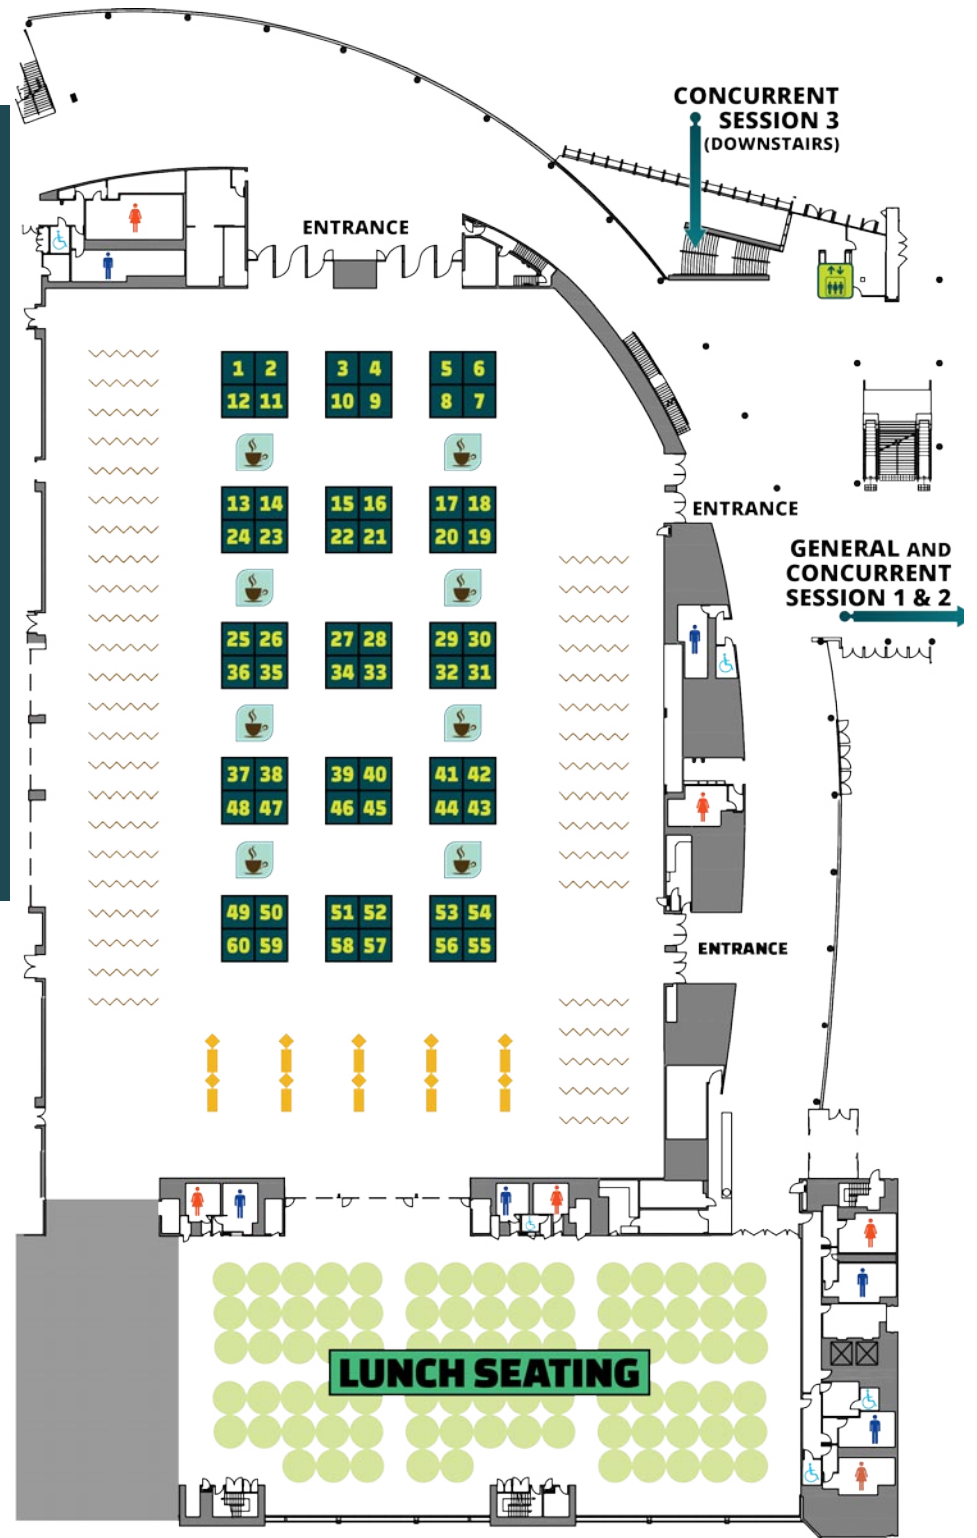 CONCURRENT
SESSION 3
(DOWNSTAIRS)
ENTRANCE
1 2 3 4 5 6
12 11 10 9 8 7
13 14 15 16 17 18
24 23 22 21 20 19
ENTRANCE
GENERAL AND
CONCURRENT
SESSION 1 & 2
25 26 27 28 29 30
36 35 34 33 32 31
37 38 39 40 41 42
48 47 46 45 44 43
49 50 51 52 53 54
60 59 58 57 56 55
ENTRANCE
LUNCH SEATING